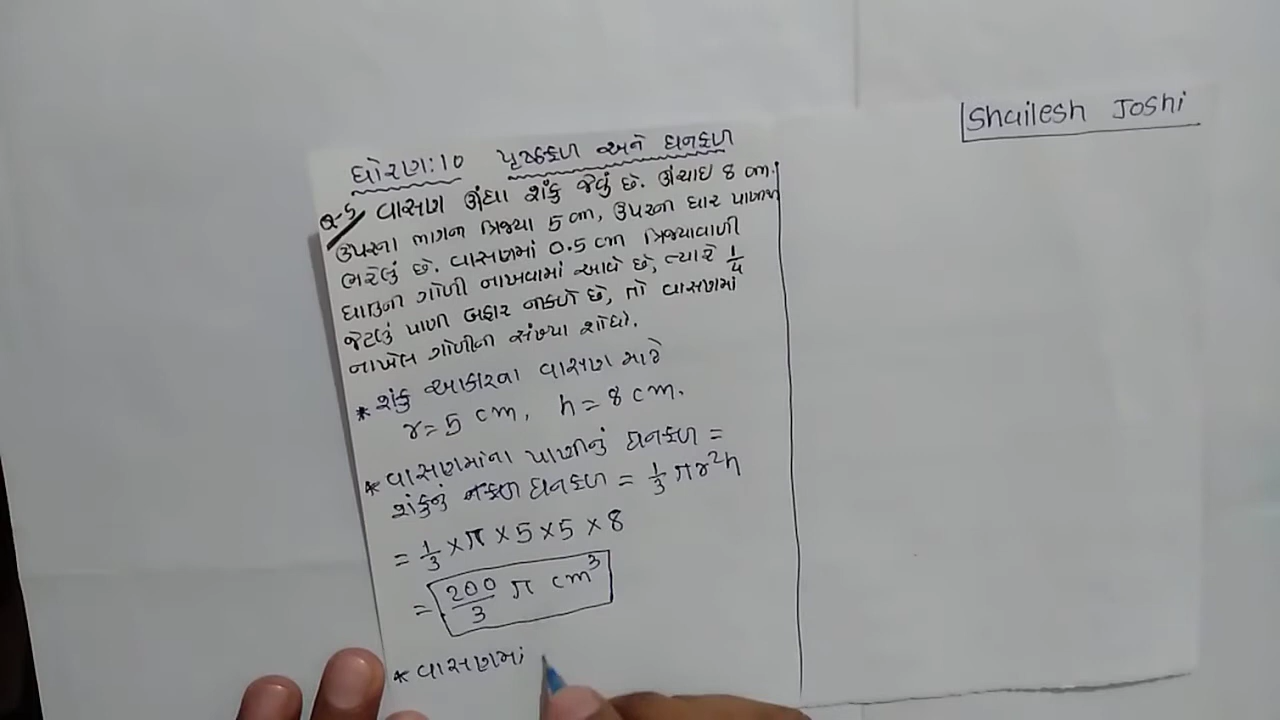 Shailesh Joshi
ધોરણ:10 પૃષ્ઠફળ અને ઘનફળ
Q-5 વાસણ ઊંધા શંકુ જેવું છે. ઊંચાઇ 8 cm.
ઉપરના ભાગની ત્રિજ્યા 5 cm, ઉપરની ધાર પાણીથી
ભરેલું છે. વાસણમાં 0.5 cm ત્રિજ્યાવાળી
ધાતુની ગોળી નાખવામાં આવે છે, ત્યારે 1/4
જેટલું પાણી બહાર નીકળે છે, તો વાસણમાં
નાખેલ ગોળીની સંખ્યા શોધો.
* શંકુ આકારના વાસણ માટે
r = 5 cm, h = 8 cm.
* વાસણમાંના પાણીનું ઘનફળ =
શંકુનું ઘનફળ = 1/3 πr²h
= 1/3 × π × 5 × 5 × 8
= 200/3 π cm³
* વાસણમાં